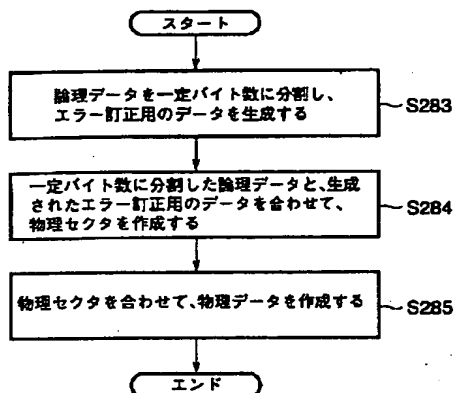 スタート
論理データを一定バイト数に分割し、
エラー訂正用のデータを生成する
S283
一定バイト数に分割した論理データと、生成
されたエラー訂正用のデータを合わせて、
物理セクタを作成する
S284
物理セクタを合わせて、物理データを作成する
S285
エンド